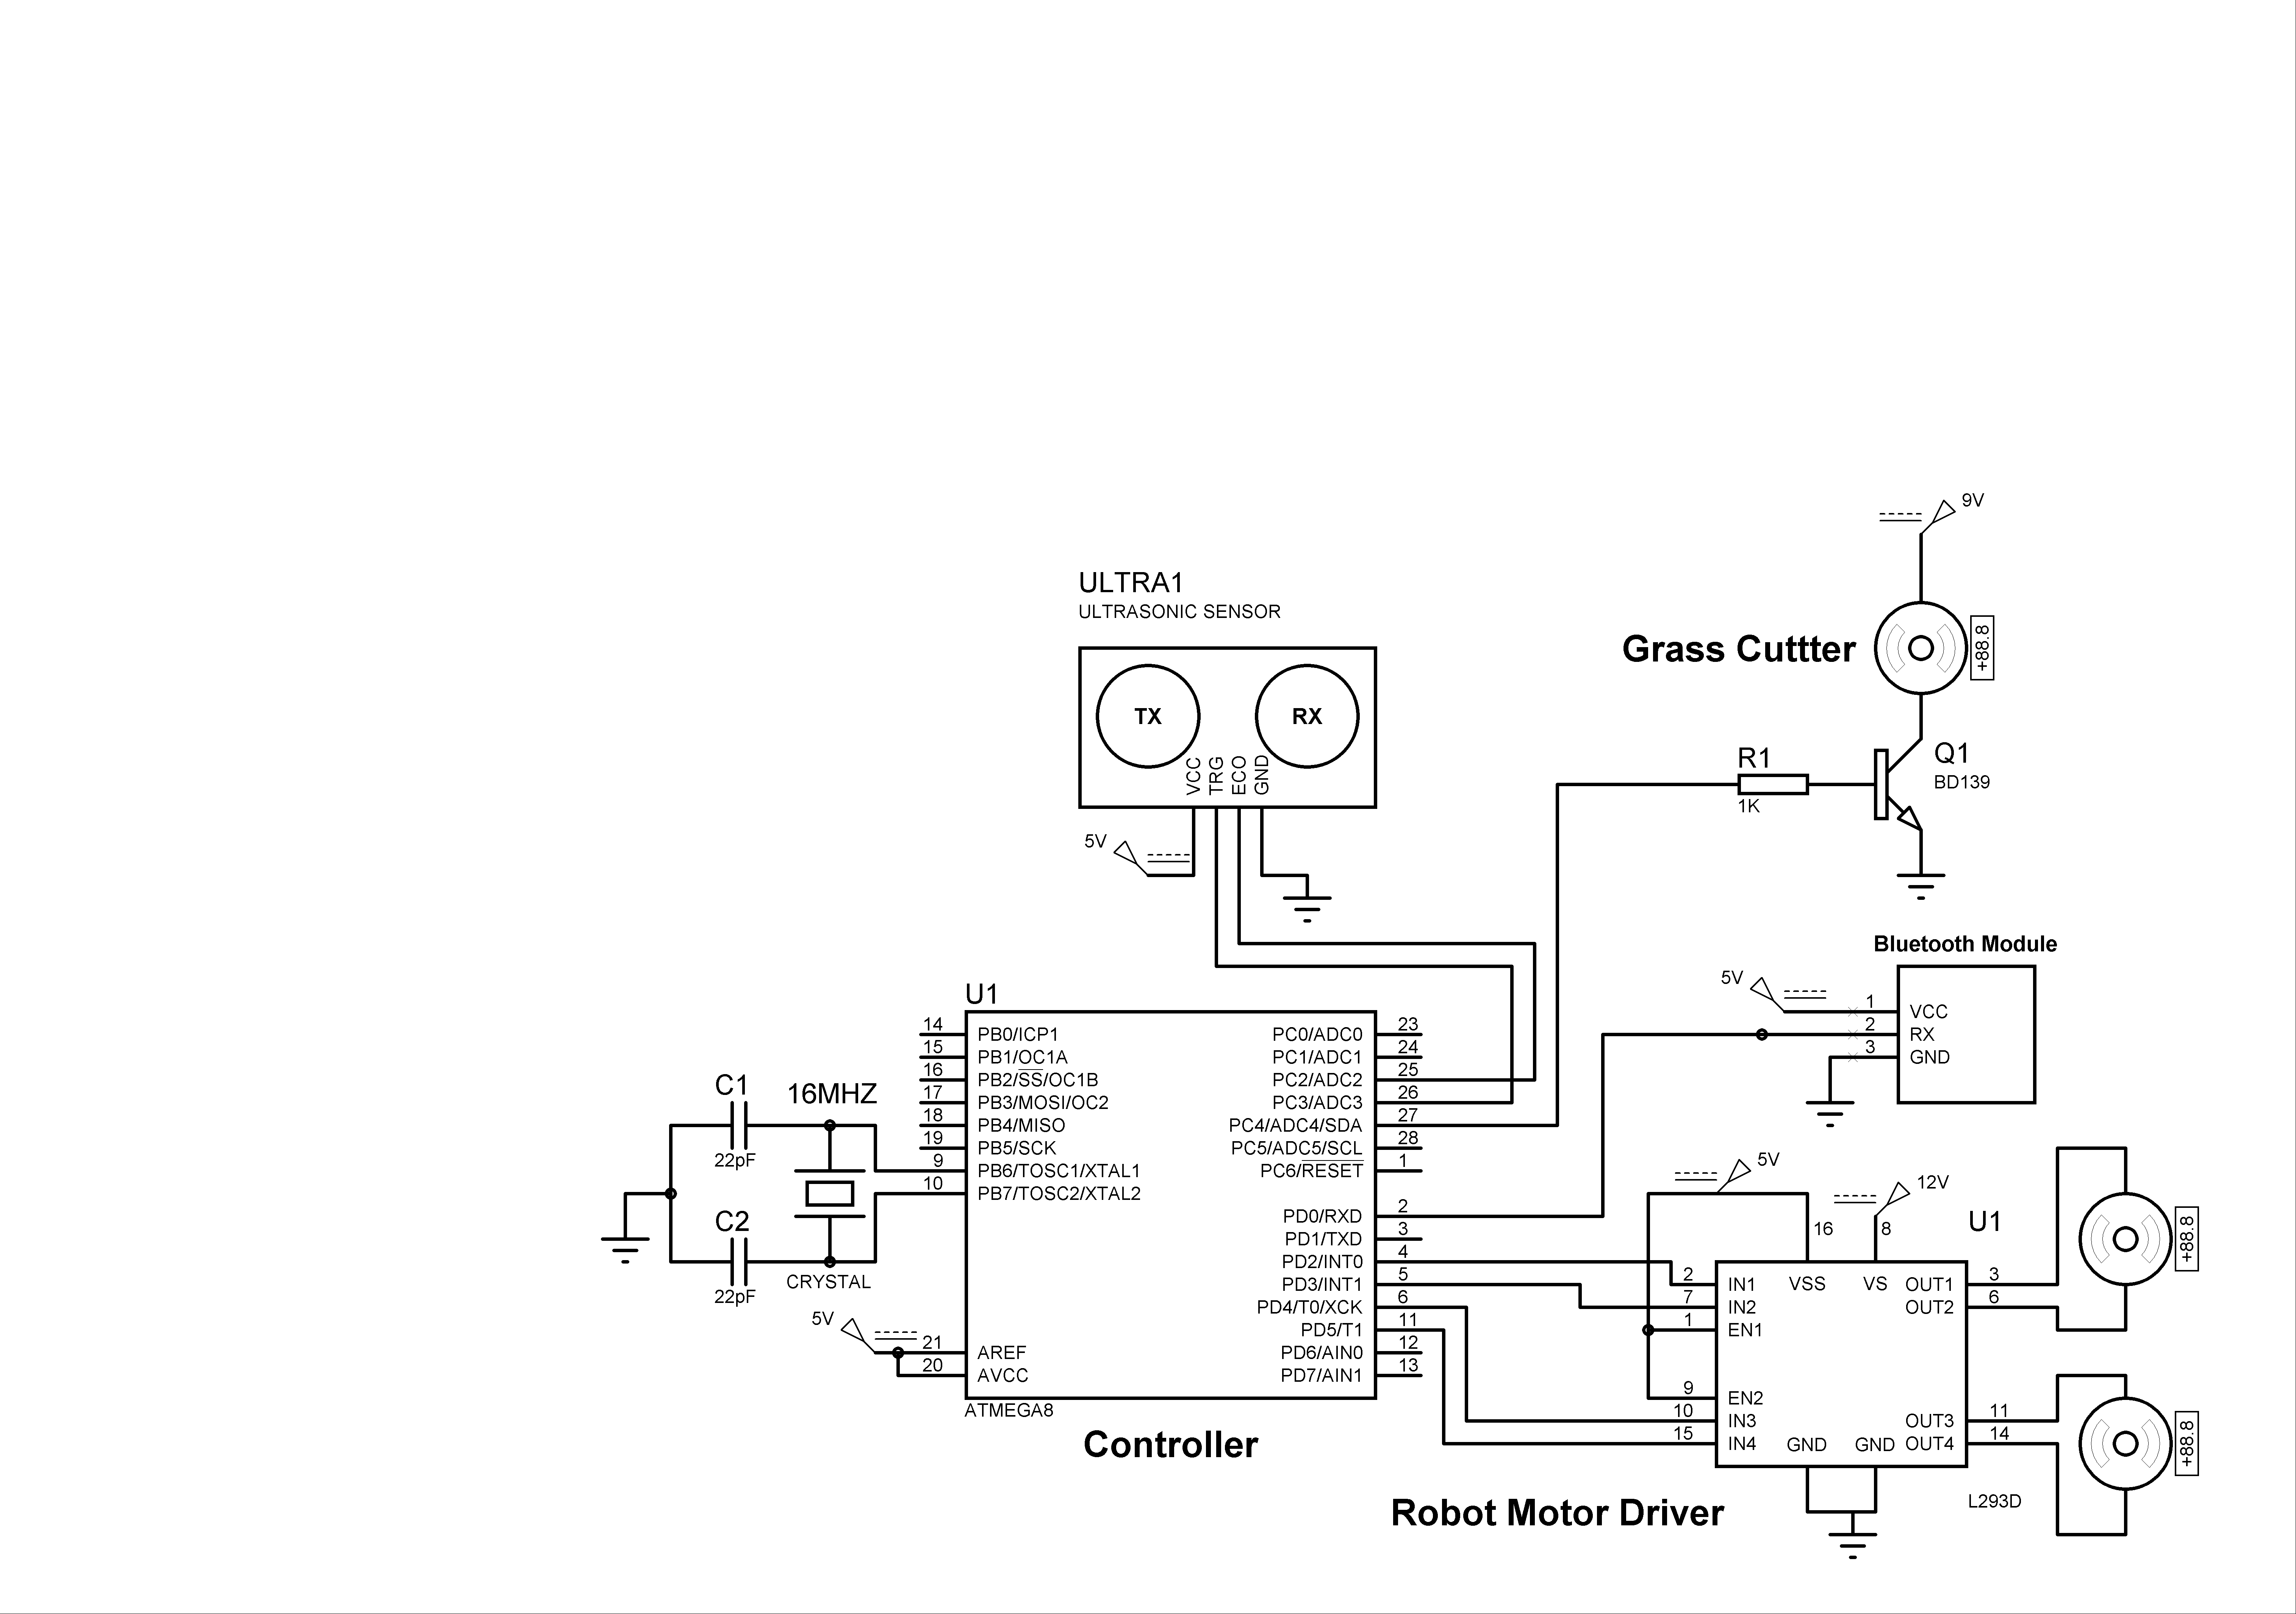 9V
ULTRA1
ULTRASONIC SENSOR
Grass Cuttter
+88.8
TX
RX
VCC
TRG
ECO
GND
5V
R1
1K
Q1
BD139
Bluetooth Module
5V
1 VCC
2 RX
3 GND
U1
14 PB0/ICP1
15 PB1/OC1A
16 PB2/SS/OC1B
17 PB3/MOSI/OC2
18 PB4/MISO
19 PB5/SCK
9 PB6/TOSC1/XTAL1
10 PB7/TOSC2/XTAL2
21 AREF
20 AVCC
PC0/ADC0 23
PC1/ADC1 24
PC2/ADC2 25
PC3/ADC3 26
PC4/ADC4/SDA 27
PC5/ADC5/SCL 28
PC6/RESET 1
PD0/RXD 2
PD1/TXD 3
PD2/INT0 4
PD3/INT1 5
PD4/T0/XCK 6
PD5/T1 11
PD6/AIN0 12
PD7/AIN1 13
ATMEGA8
Controller
C1
22pF
16MHZ
C2
22pF
CRYSTAL
5V
5V
12V
16
8
U1
2 IN1
7 IN2
1 EN1
9 EN2
10 IN3
15 IN4
VSS
VS
OUT1 3
OUT2 6
OUT3 11
OUT4 14
GND
GND
L293D
+88.8
+88.8
Robot Motor Driver